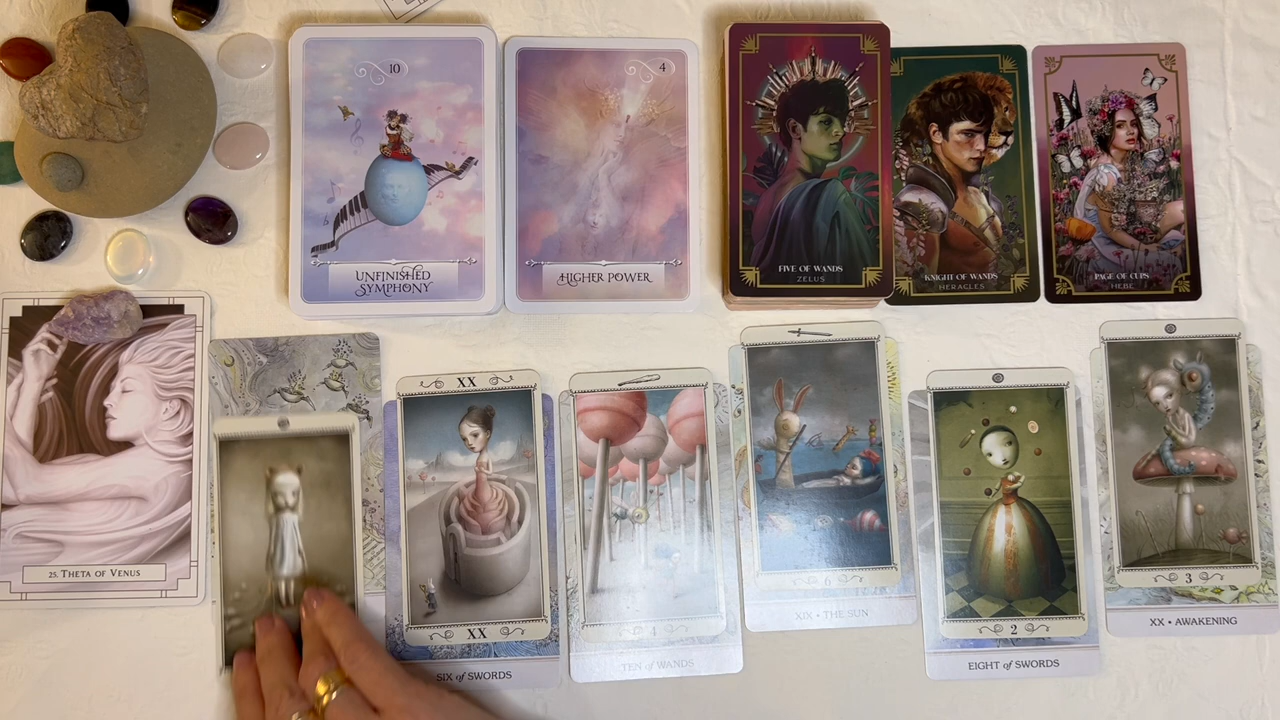 10
UNFINISHED
SYMPHONY
4
HIGHER POWER
FIVE OF WANDS
ZELUS
KNIGHT OF WANDS
HERACLES
PAGE OF CUPS
HEBE
25. THETA OF VENUS
XX
XX
SIX of SWORDS
4
TEN of WANDS
6
XIX • THE SUN
2
EIGHT of SWORDS
3
XX • AWAKENING